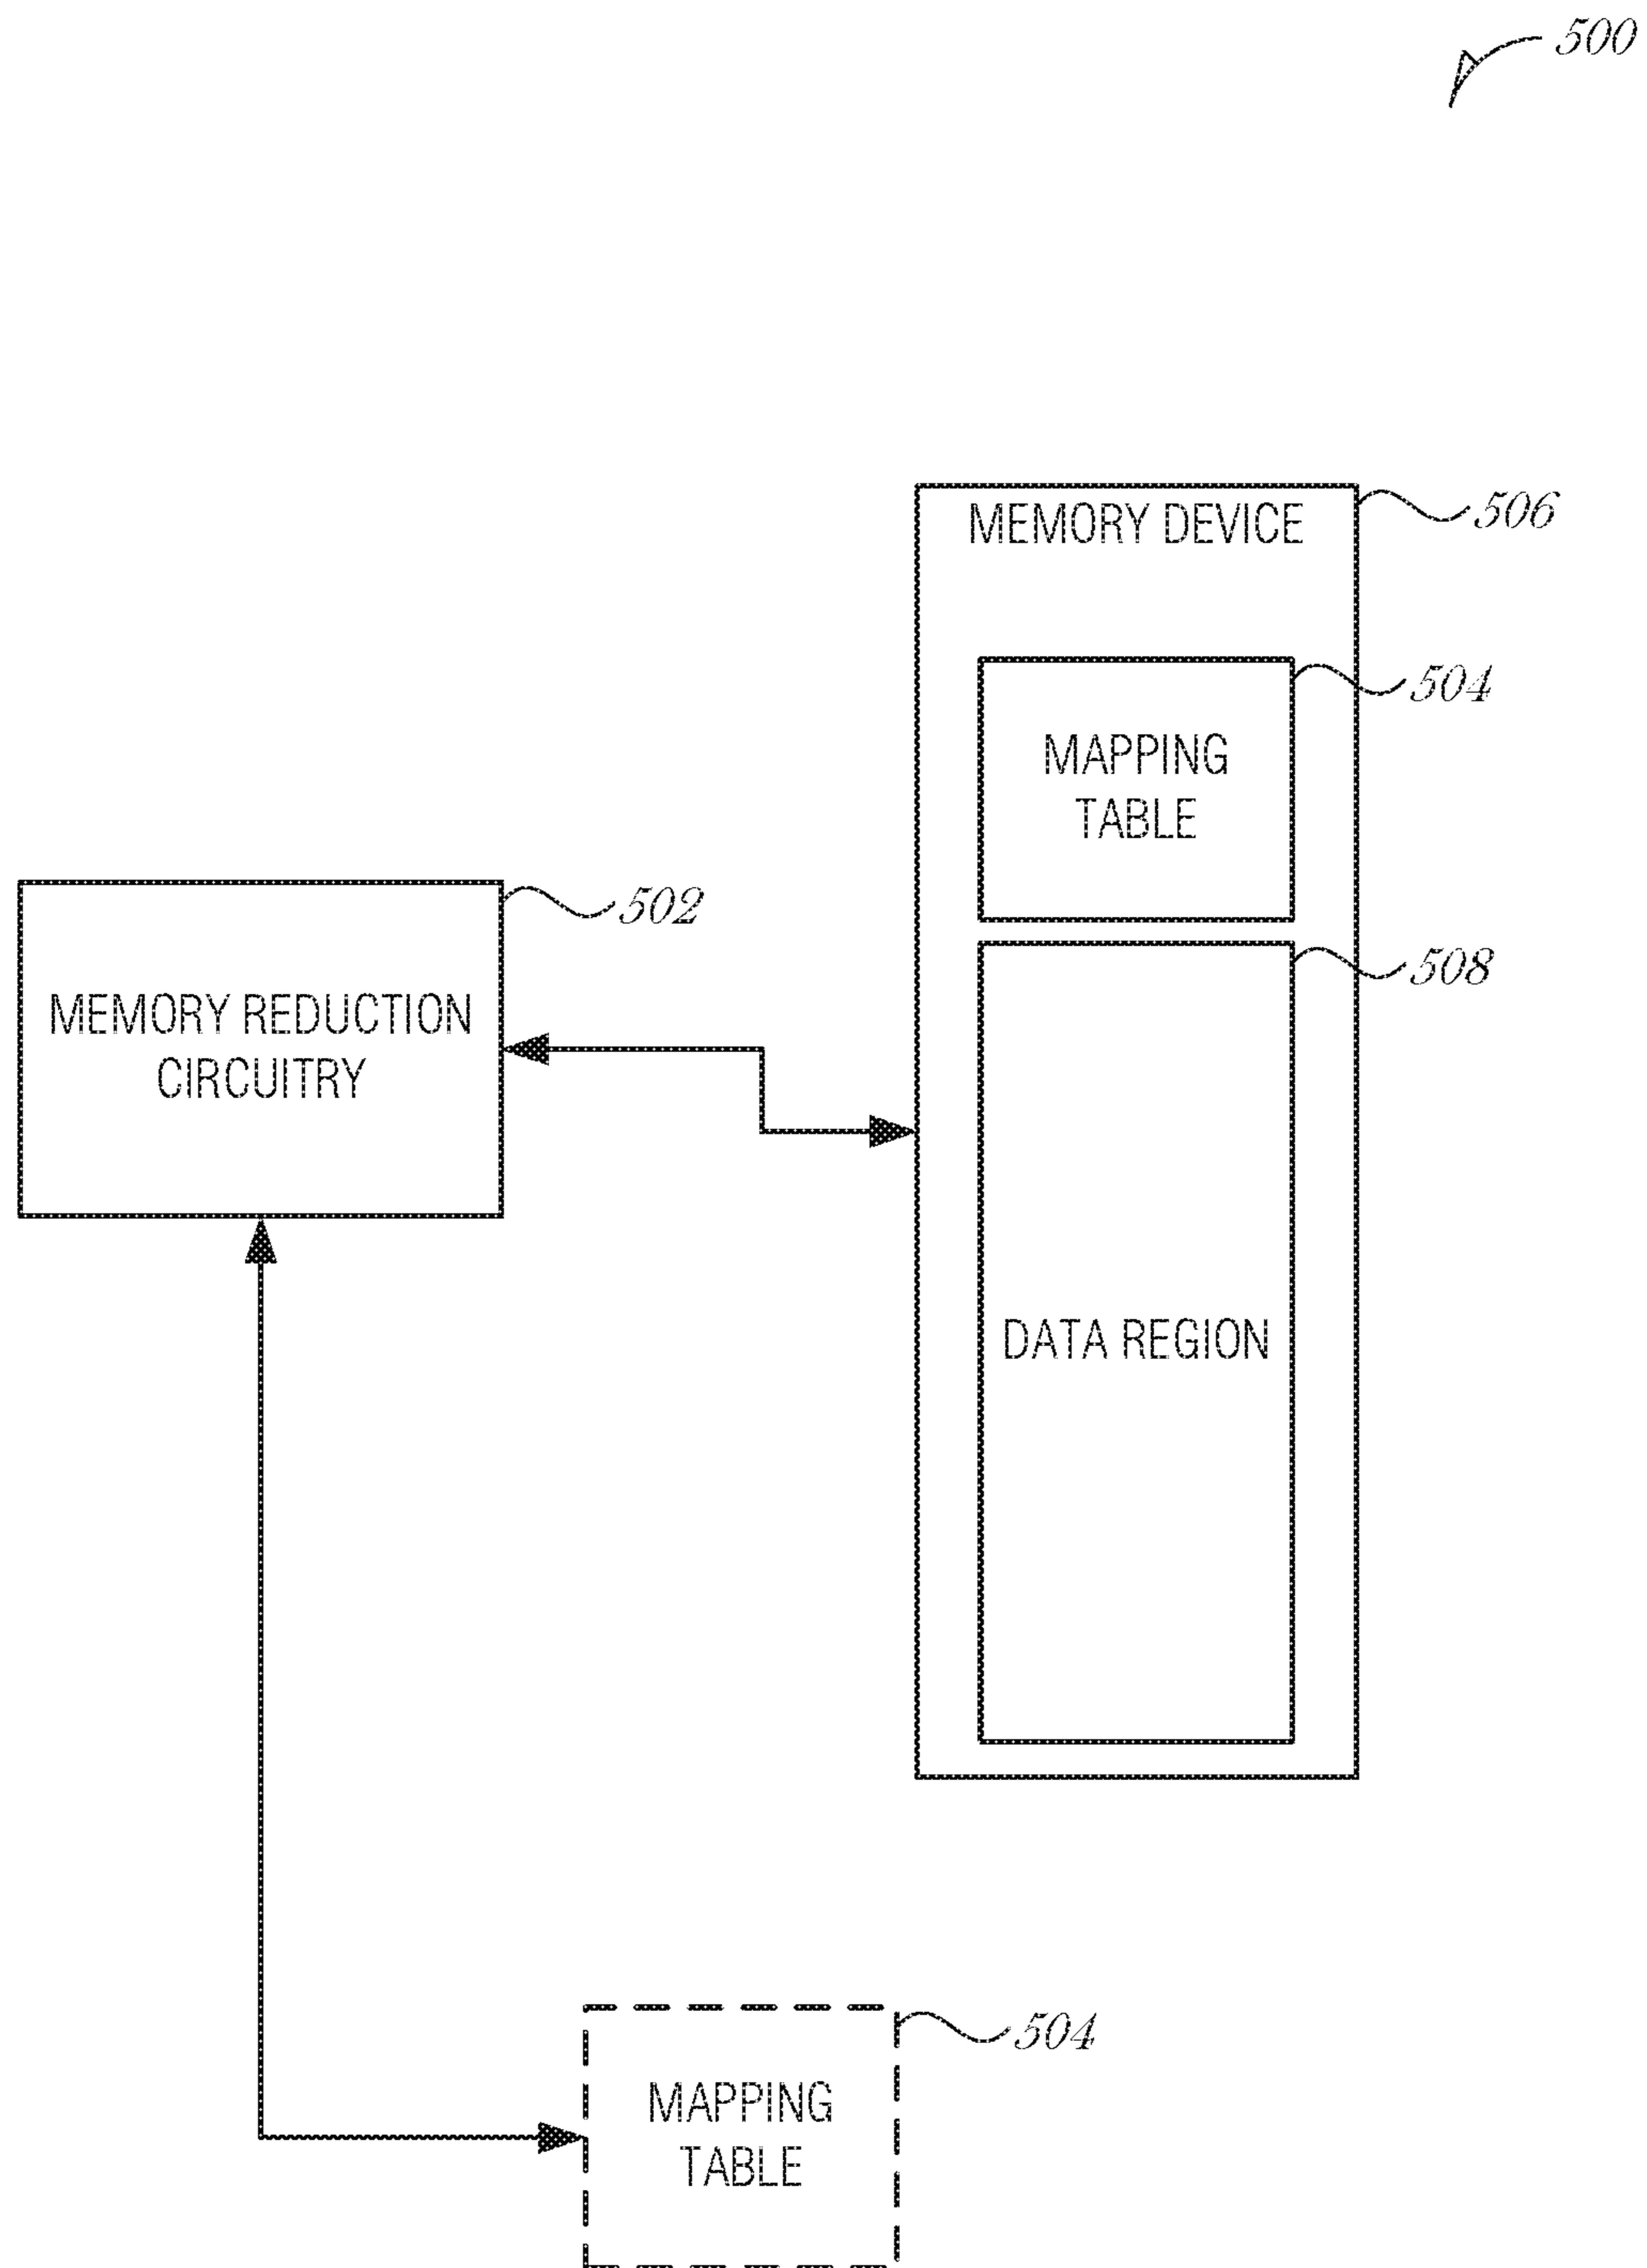 500
MEMORY DEVICE
506
MAPPING
TABLE
504
MEMORY REDUCTION
CIRCUITRY
502
508
DATA REGION
504
MAPPING
TABLE